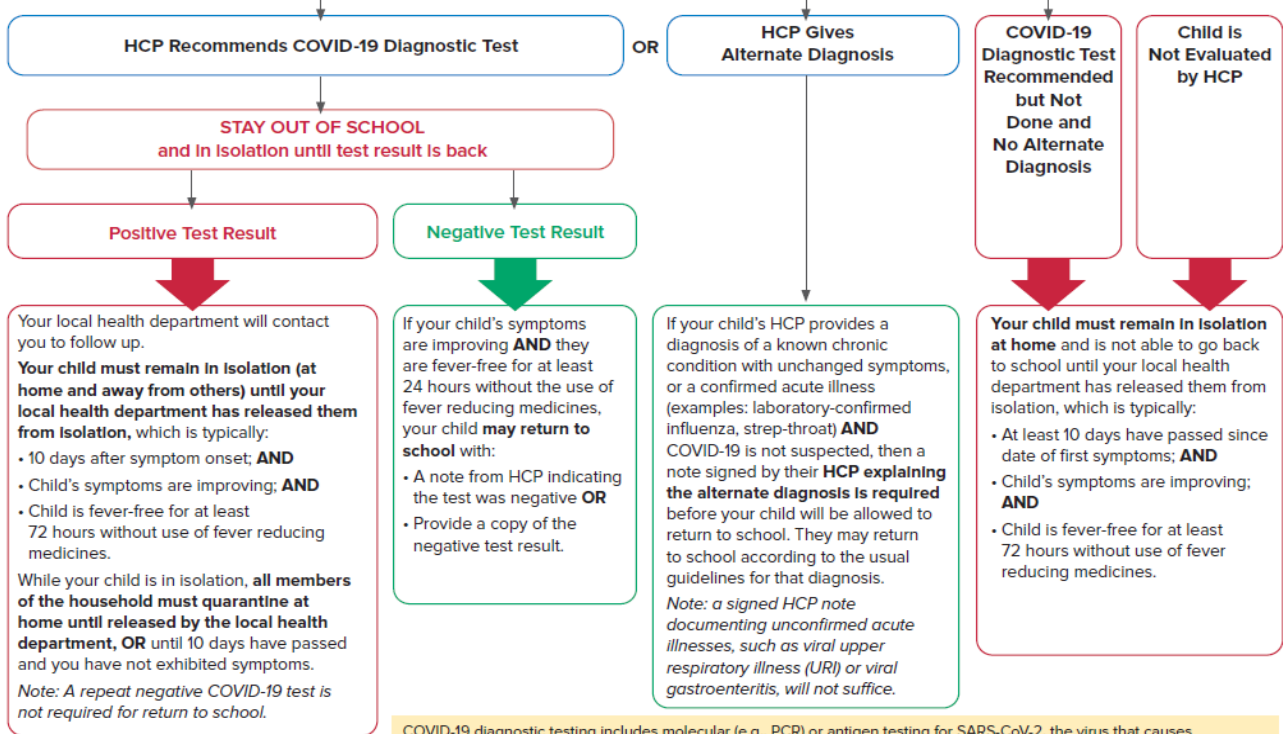 HCP Recommends COVID-19 Diagnostic Test
OR
HCP Gives
Alternate Diagnosis
COVID-19
Diagnostic Test
Recommended
but Not
Done and
No Alternate
Diagnosis
Child is
Not Evaluated
by HCP
STAY OUT OF SCHOOL
and in isolation until test result is back
Positive Test Result
Negative Test Result
Your local health department will contact
you to follow up.
Your child must remain in isolation (at
home and away from others) until your
local health department has released them
from isolation, which is typically:
• 10 days after symptom onset; AND
• Child's symptoms are improving; AND
• Child is fever-free for at least
72 hours without use of fever reducing
medicines.
While your child is in isolation, all members
of the household must quarantine at
home until released by the local health
department, OR until 10 days have passed
and you have not exhibited symptoms.
Note: A repeat negative COVID-19 test is
not required for return to school.
If your child's symptoms
are improving AND they
are fever-free for at least
24 hours without the use of
fever reducing medicines,
your child may return to
school with:
• A note from HCP indicating
the test was negative OR
• Provide a copy of the
negative test result.
If your child's HCP provides a
diagnosis of a known chronic
condition with unchanged symptoms,
or a confirmed acute illness
(examples: laboratory-confirmed
influenza, strep-throat) AND
COVID-19 is not suspected, then a
note signed by their HCP explaining
the alternate diagnosis is required
before your child will be allowed to
return to school. They may return
to school according to the usual
guidelines for that diagnosis.
Note: a signed HCP note
documenting unconfirmed acute
illnesses, such as viral upper
respiratory illness (URI) or viral
gastroenteritis, will not suffice.
Your child must remain in isolation
at home and is not able to go back
to school until your local health
department has released them from
isolation, which is typically:
• At least 10 days have passed since
date of first symptoms; AND
• Child's symptoms are improving;
AND
• Child is fever-free for at least
72 hours without use of fever
reducing medicines.
COVID-19 diagnostic testing includes molecular (e.g., PCR) or antigen testing for SARS-CoV-2, the virus that causes